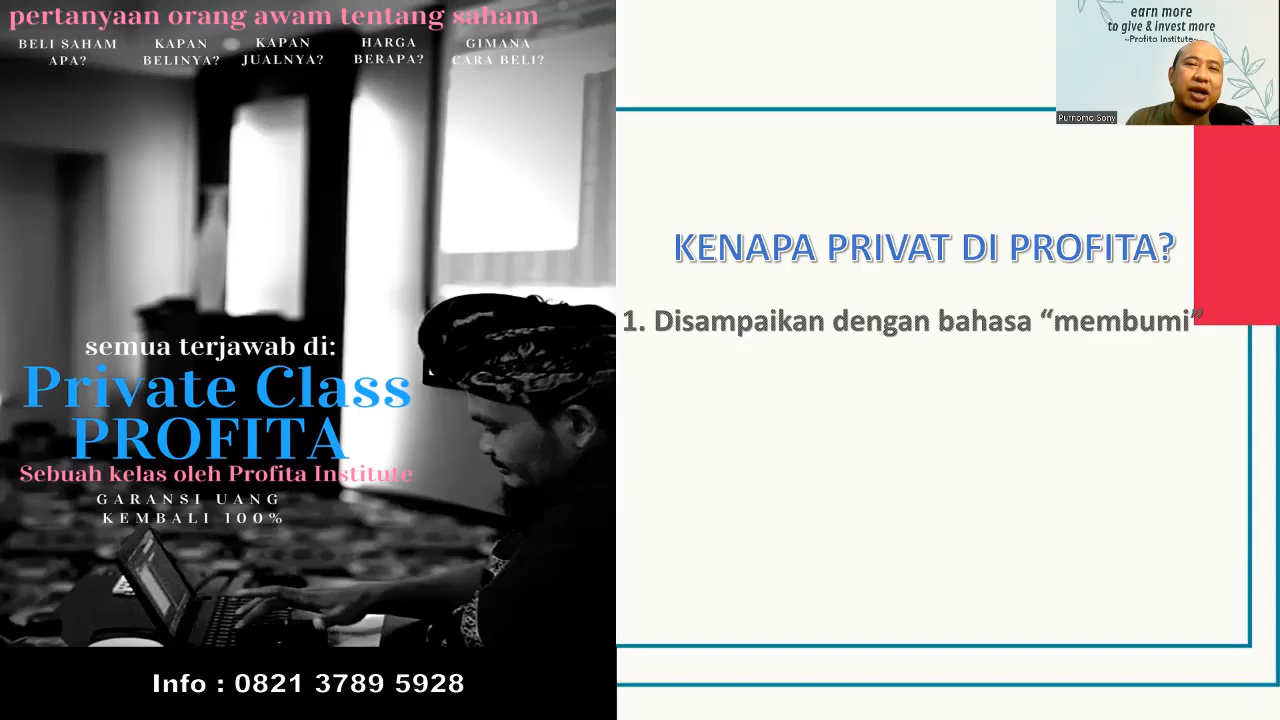 pertanyaan orang awam tentang saham
BELI SAHAM APA?
KAPAN BELINYA?
KAPAN JUALNYA?
HARGA BERAPA?
GIMANA CARA BELI?
semua terjawab di:
Private Class
PROFITA
Sebuah kelas oleh Profita Institute
GARANSI UANG
KEMBALI 100%
Info : 0821 3789 5928
earn more
to give & invest more
~Profita Institute~
Purnomo Sony
KENAPA PRIVAT DI PROFITA?
1. Disampaikan dengan bahasa “membumi”